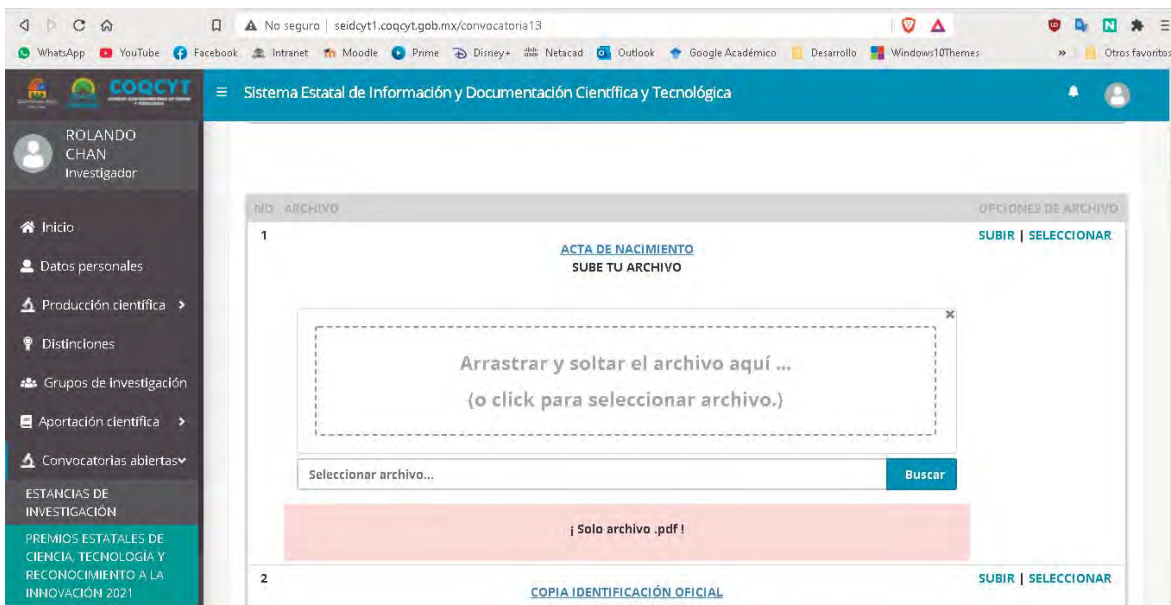 No seguro | seidcyt1.coqcyt.gob.mx/convocatoria13
WhatsApp YouTube Facebook Intranet Moodle Prime Disney+ Netacad Outlook Google Académico Desarrollo Windows10Themes » Otros favoritos
COQCYT
Sistema Estatal de Información y Documentación Científica y Tecnológica
ROLANDO
CHAN
Investigador
Inicio
Datos personales
Producción científica >
Distinciones
Grupos de investigación
Aportación científica >
Convocatorias abiertas
ESTANCIAS DE
INVESTIGACIÓN
PREMIOS ESTATALES DE
CIENCIA, TECNOLOGÍA Y
RECONOCIMIENTO A LA
INNOVACIÓN 2021
NO ARCHIVO OPCIONES DE ARCHIVO
1 SUBIR | SELECCIONAR
ACTA DE NACIMIENTO
SUBE TU ARCHIVO
Arrastrar y soltar el archivo aquí ...
(o click para seleccionar archivo.)
Seleccionar archivo... Buscar
¡ Solo archivo .pdf !
2 SUBIR | SELECCIONAR
COPIA IDENTIFICACIÓN OFICIAL